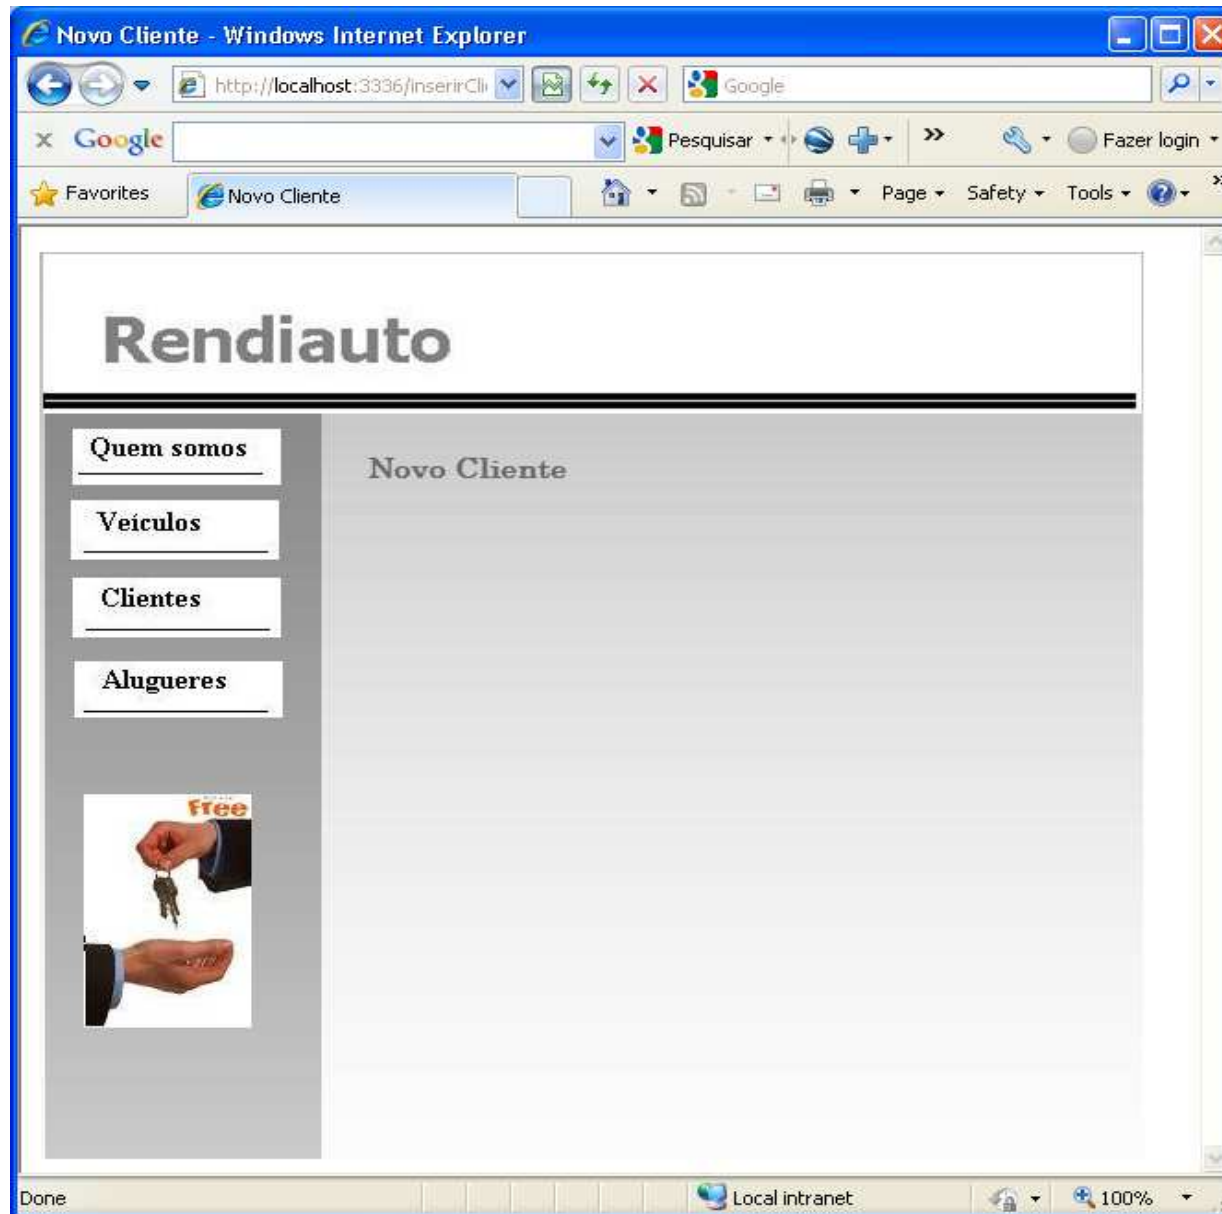 Novo Cliente - Windows Internet Explorer
http://localhost:3336/inserirCli
Google
Google
Pesquisar
»
Fazer login
Favorites
Novo Cliente
Page
Safety
Tools
»
Rendiauto
Quem somos
Novo Cliente
Veículos
Clientes
Alugueres
Free
Done
Local intranet
100%